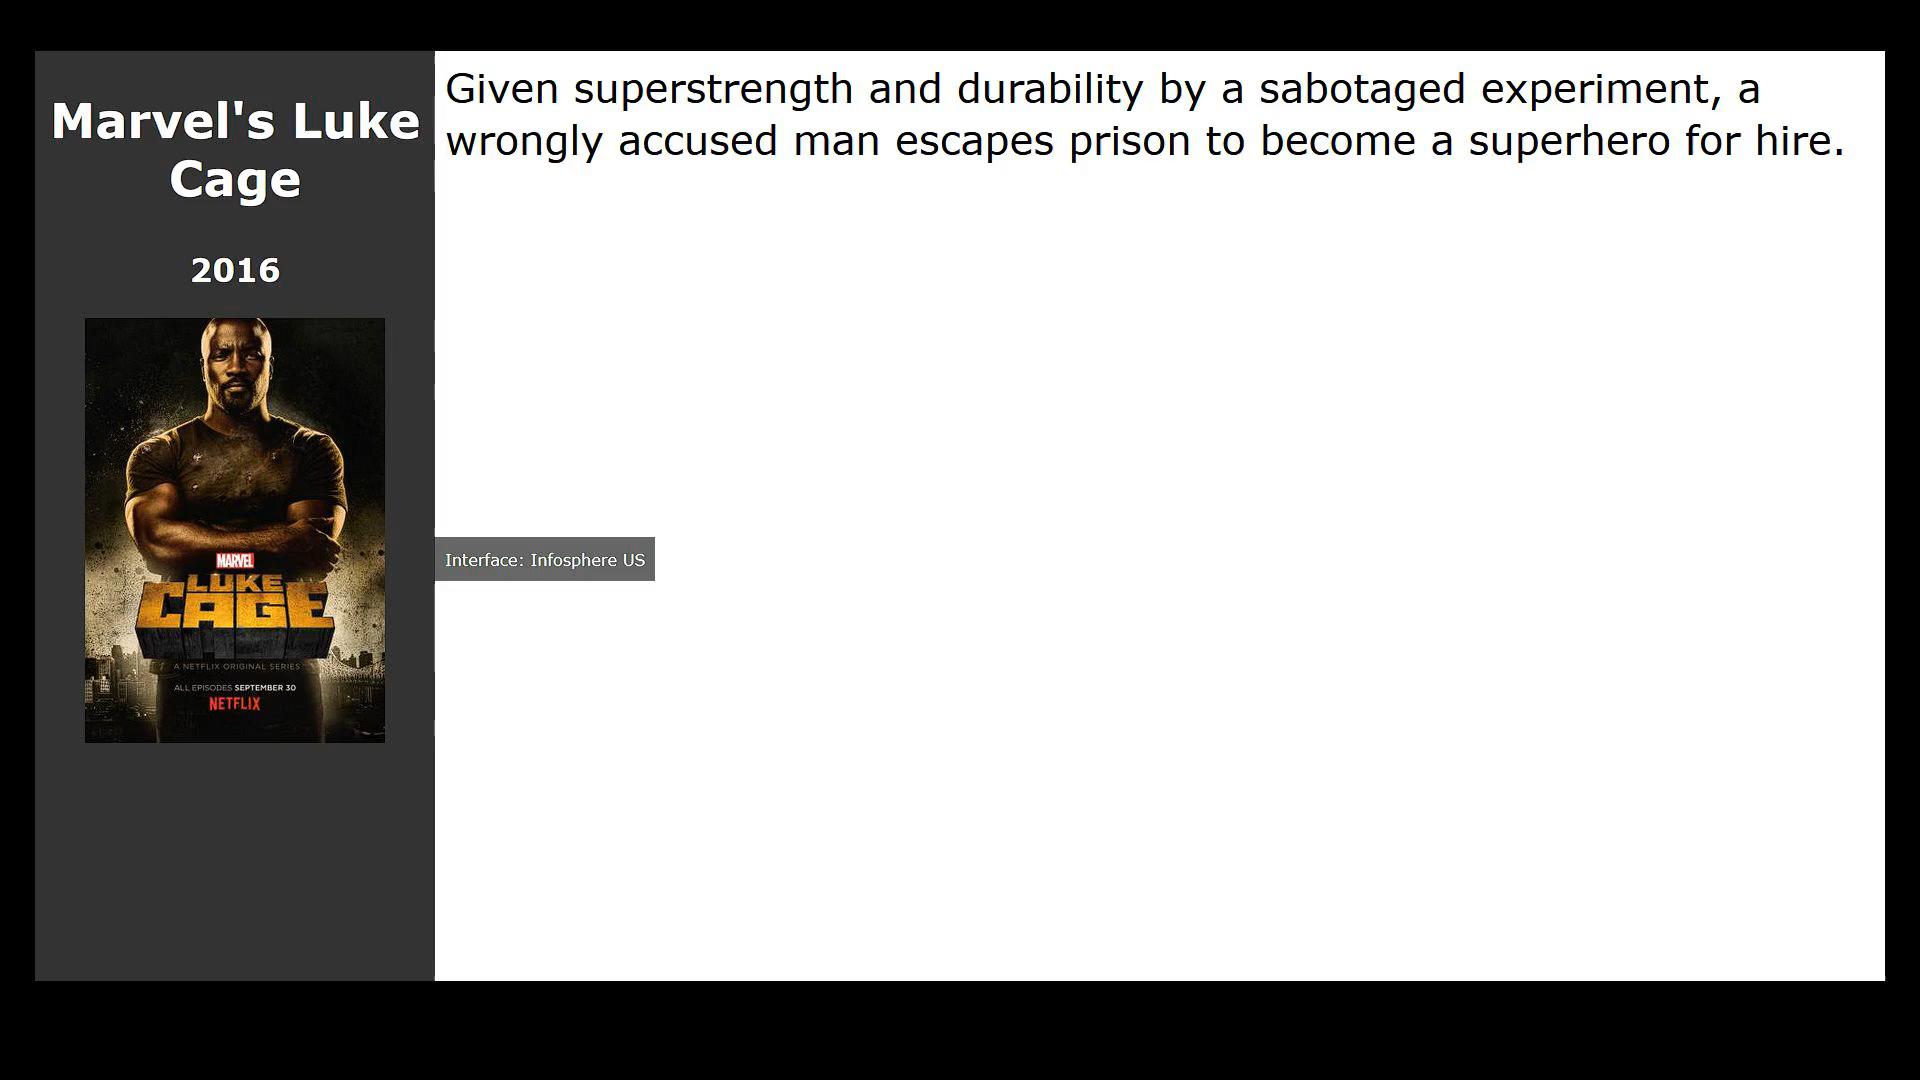 Marvel's Luke
Cage
2016
MARVEL
LUKE
CAGE
A NETFLIX ORIGINAL SERIES
ALL EPISODES SEPTEMBER 30
NETFLIX
Given superstrength and durability by a sabotaged experiment, a
wrongly accused man escapes prison to become a superhero for hire.
Interface: Infosphere US